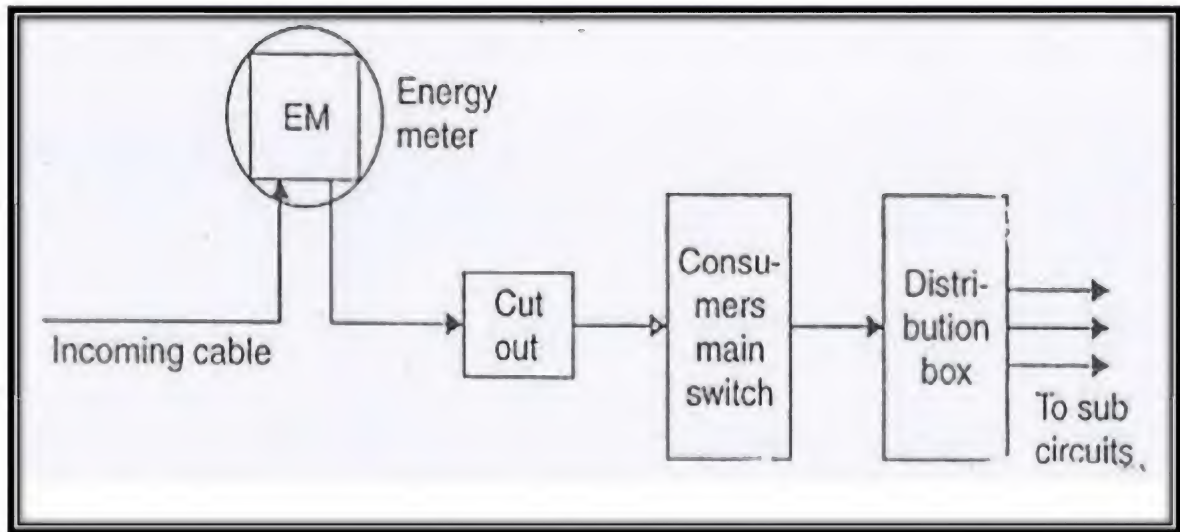 EM
Energy
meter
Incoming cable
Cut
out
Consu-
mers
main
switch
Distri-
bution
box
To sub
circuits